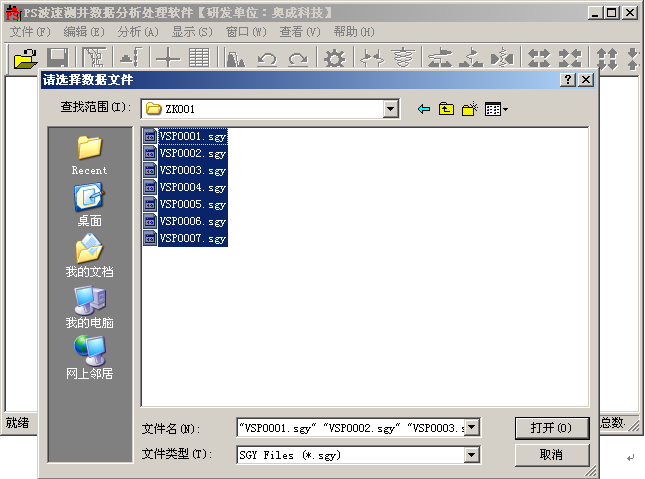 PS波速测井数据分析处理软件【研发单位：奥成科技】
文件(F) 编辑(E) 分析(A) 显示(S) 窗口(W) 查看(V) 帮助(H)
请选择数据文件
查找范围(I): ZK001
VSP0001.sgy
VSP0002.sgy
VSP0003.sgy
VSP0004.sgy
VSP0005.sgy
VSP0006.sgy
VSP0007.sgy
Recent
桌面
我的文档
我的电脑
网上邻居
文件名(N): "VSP0001.sgy" "VSP0002.sgy" "VSP0003.s 打开(O)
文件类型(T): SGY Files (*.sgy) 取消
就绪 总数